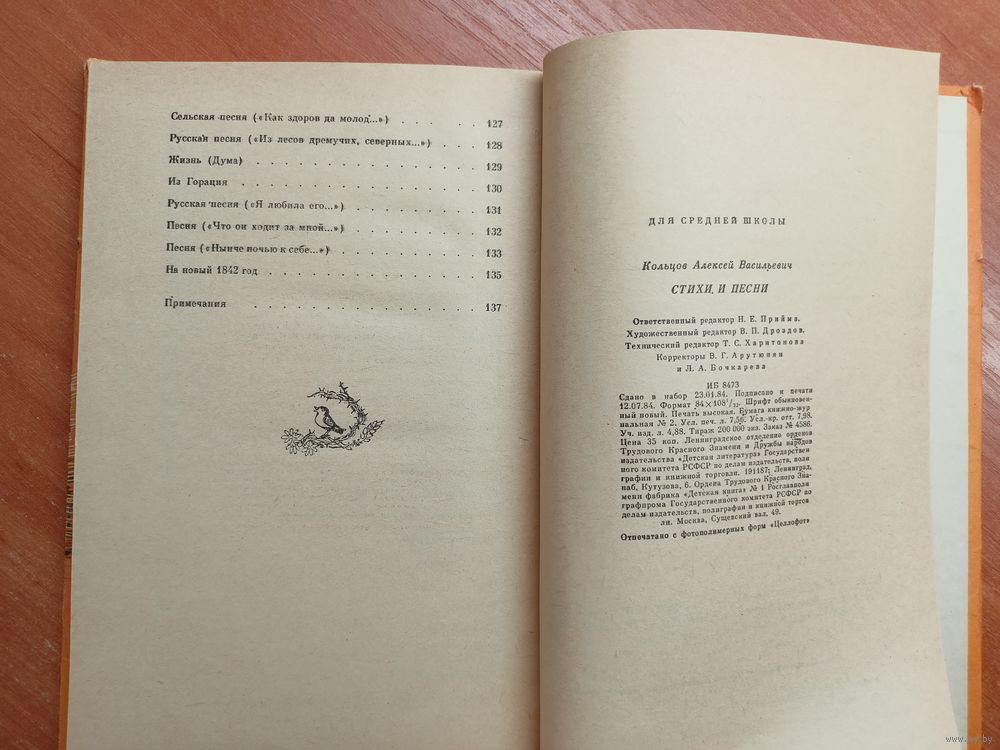 Сельская песня («Как здоров да молод...») . . . . . . 127
Русская песня («Из лесов дремучих, северных...») . . . 128
Жизнь (Дума) . . . . . . . . . . . . . 129
Из Горация . . . . . . . . . . . . . . 130
Русская песня («Я любила его...») . . . . . . . . 131
Песня («Что он ходит за мной...») . . . . . . . . 132
Песня («Нынче ночью к себе...») . . . . . . . . . 133
На новый 1842 год . . . . . . . . . . . . 135
Примечания . . . . . . . . . . . . . . 137
ДЛЯ СРЕДНЕЙ ШКОЛЫ
Кольцов Алексей Васильевич
СТИХИ И ПЕСНИ
Ответственный редактор Н. Е. Прийма.
Художественный редактор В. П. Дроздов.
Технический редактор Т. С. Харитонова
Корректоры В. Г. Арутюнян
и Л. А. Бочкарева
ИБ 8473
Сдано в набор 23.01.84. Подписано к печати
12.07.84. Формат 84×108¹/₃₂. Шрифт обыкновен-
ный новый. Печать высокая. Бумага книжно-жур
нальная № 2. Усл. печ. л. 7,56. Усл.-кр. отт. 7,98.
Уч. изд. л. 4,88. Тираж 200 000 экз. Заказ № 4586.
Цена 35 коп. Ленинградское отделение орденов
Трудового Красного Знамени и Дружбы народов
издательства «Детская литература» Государствен
ного комитета РСФСР по делам издательств, поли
графии и книжной торговли. 191187, Ленинград,
наб. Кутузова, 6. Ордена Трудового Красного Зна-
мени фабрика «Детская книга» № 1 Росглавполи
графпрома Государственного комитета РСФСР по
делам издательств, полиграфии и книжной торгов
ли. Москва, Сущевский вал, 49.
Отпечатано с фотополимерных форм «Целлофот»